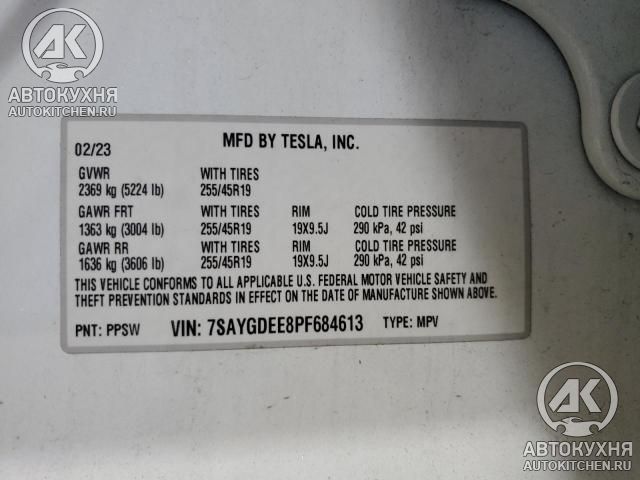 АК
АВТОКУХНЯ
AUTOKITCHEN.RU
02/23 MFD BY TESLA, INC.
GVWR WITH TIRES
2369 kg (5224 lb) 255/45R19
GAWR FRT WITH TIRES RIM COLD TIRE PRESSURE
1363 kg (3004 lb) 255/45R19 19X9.5J 290 kPa, 42 psi
GAWR RR WITH TIRES RIM COLD TIRE PRESSURE
1636 kg (3606 lb) 255/45R19 19X9.5J 290 kPa, 42 psi
THIS VEHICLE CONFORMS TO ALL APPLICABLE U.S. FEDERAL MOTOR VEHICLE SAFETY AND
THEFT PREVENTION STANDARDS IN EFFECT ON THE DATE OF MANUFACTURE SHOWN ABOVE.
PNT: PPSW VIN: 7SAYGDEE8PF684613 TYPE: MPV
АК
АВТОКУХНЯ
AUTOKITCHEN.RU